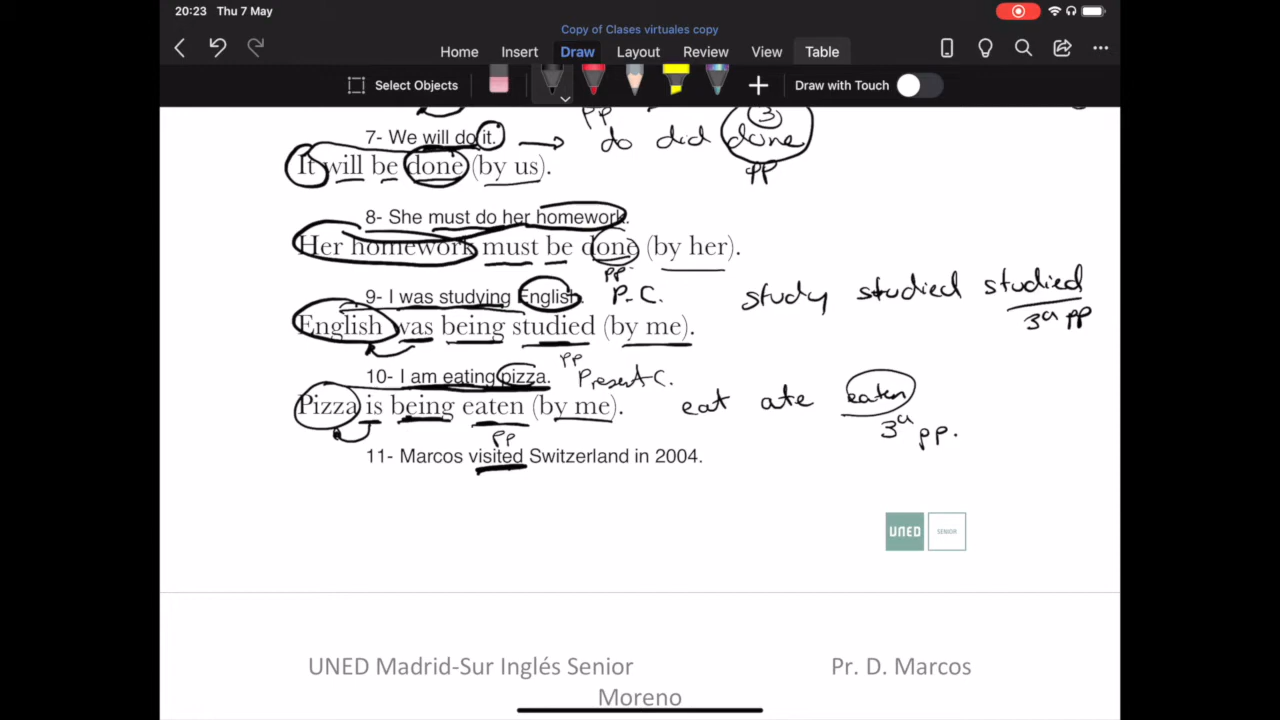 20:23 Thu 7 May
Copy of Clases virtuales copy
Home Insert Draw Layout Review View Table
Select Objects Draw with Touch
7- We will do it. → do did done
pp 3
It will be done (by us). pp
8- She must do her homework.
Her homework must be done (by her).
pp
9- I was studying English. P.C. study studied studied
English was being studied (by me). 3ª pp
pp
10- I am eating pizza. Present C. eat ate eaten
Pizza is being eaten (by me). 3ª pp.
pp
11- Marcos visited Switzerland in 2004.
UNED SENIOR
UNED Madrid-Sur Inglés Senior Pr. D. Marcos
Moreno